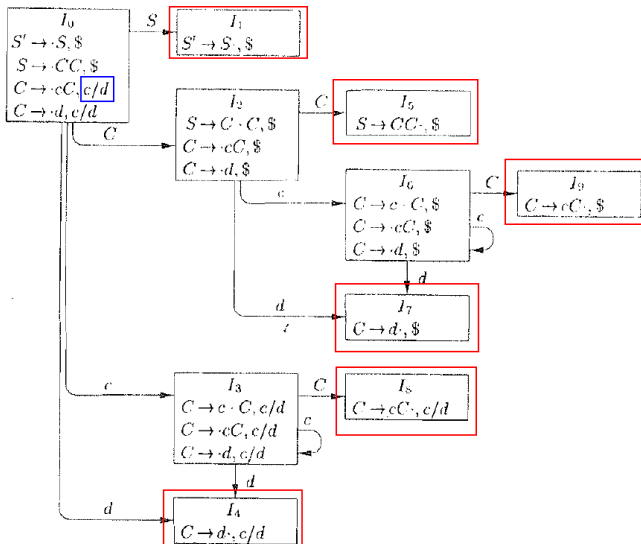 I₀
S' → ·S, $
S → ·CC, $
C → ·cC, c/d
C → ·d, c/d
S
I₁
S' → S·, $
C
I₂
S → C · C, $
C → ·cC, $
C → ·d, $
C
I₅
S → CC·, $
c
I₆
C → c · C, $
C → ·cC, $
C → ·d, $
C
c
I₉
C → cC·, $
d
d
I₇
C → d·, $
c
I₃
C → c · C, c/d
C → ·cC, c/d
C → ·d, c/d
C
c
I₈
C → cC·, c/d
d
d
I₄
C → d·, c/d